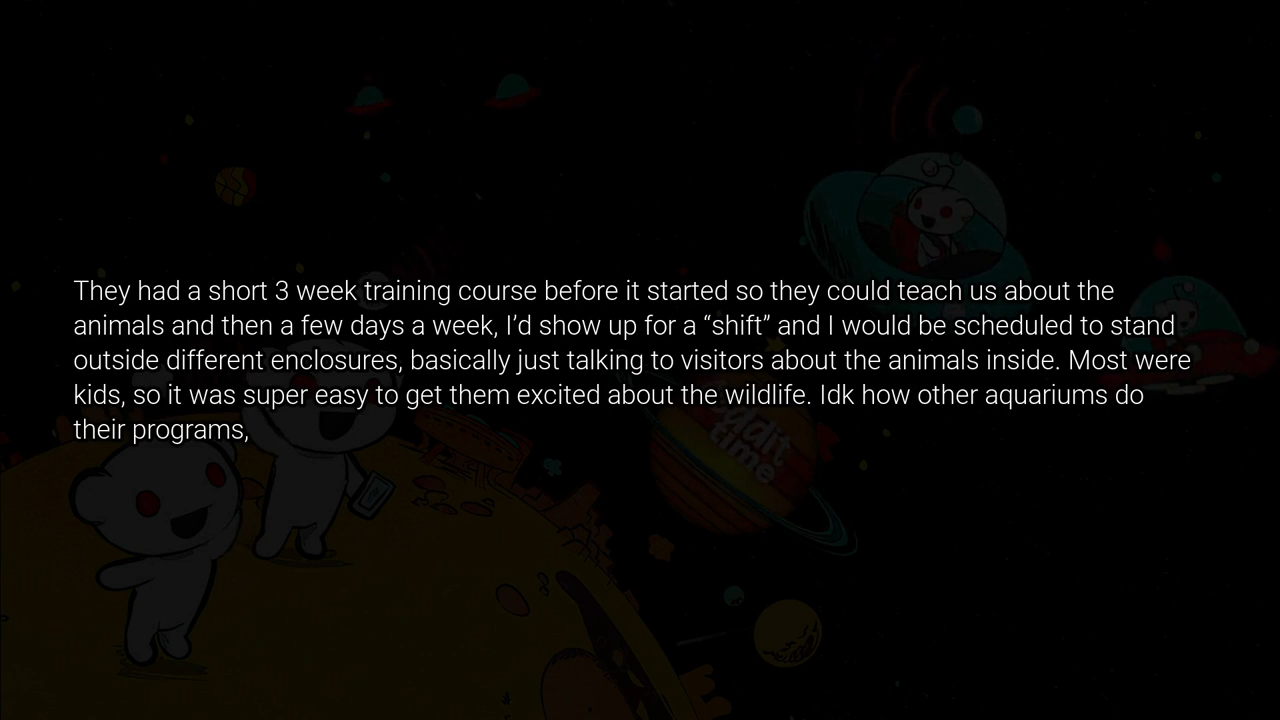 They had a short 3 week training course before it started so they could teach us about the
animals and then a few days a week, I’d show up for a “shift” and I would be scheduled to stand
outside different enclosures, basically just talking to visitors about the animals inside. Most were
kids, so it was super easy to get them excited about the wildlife. Idk how other aquariums do
their programs,
time